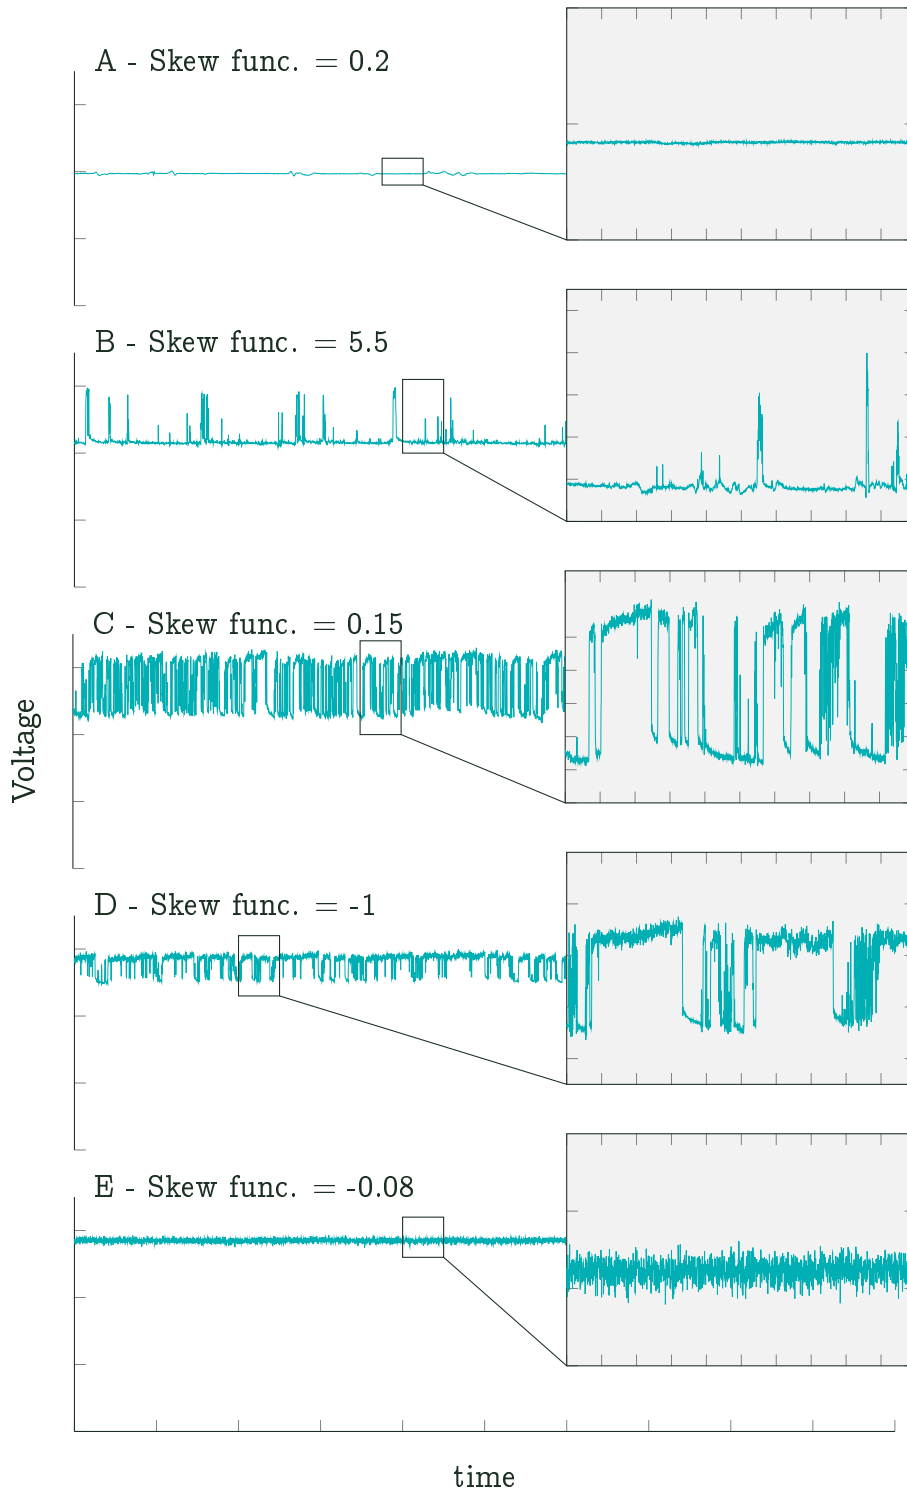 A - Skew func. = 0.2
B - Skew func. = 5.5
C - Skew func. = 0.15
Voltage
D - Skew func. = -1
E - Skew func. = -0.08
time